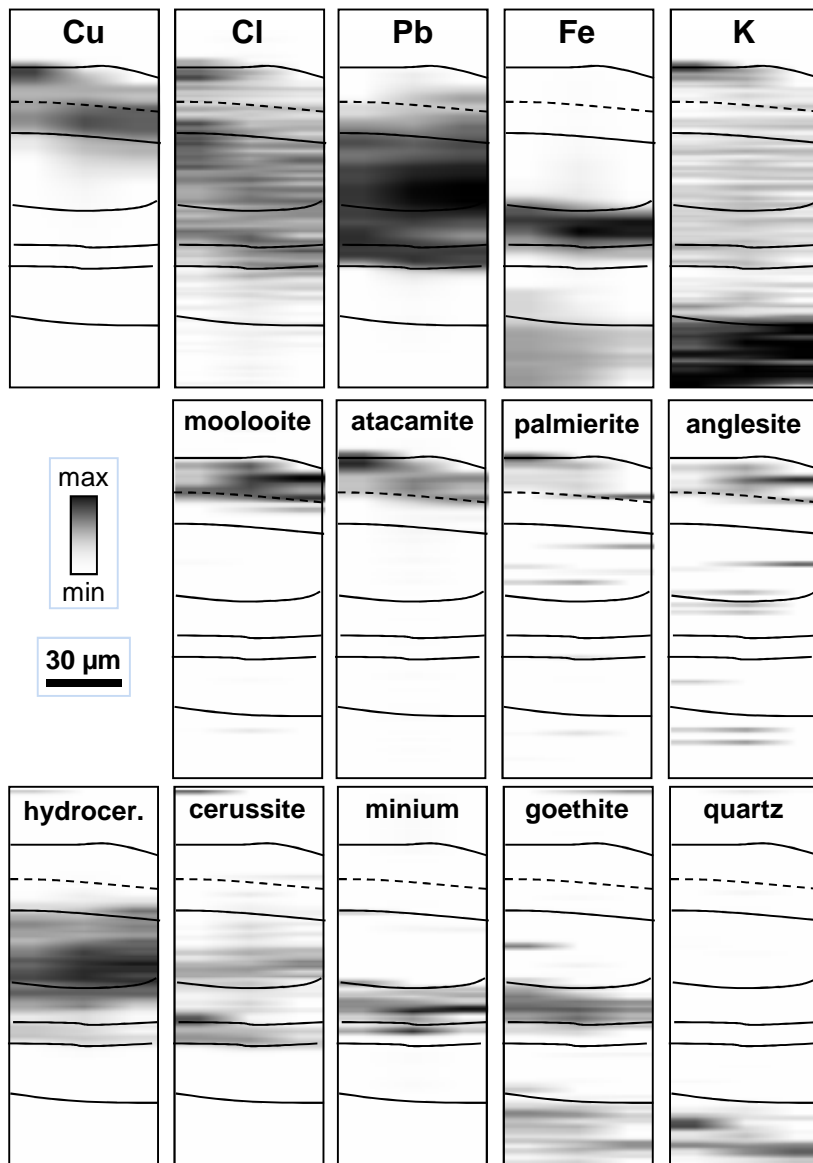 Cu Cl Pb Fe K
moolooite atacamite palmierite anglesite
max
min
30 µm
hydrocer. cerussite minium goethite quartz